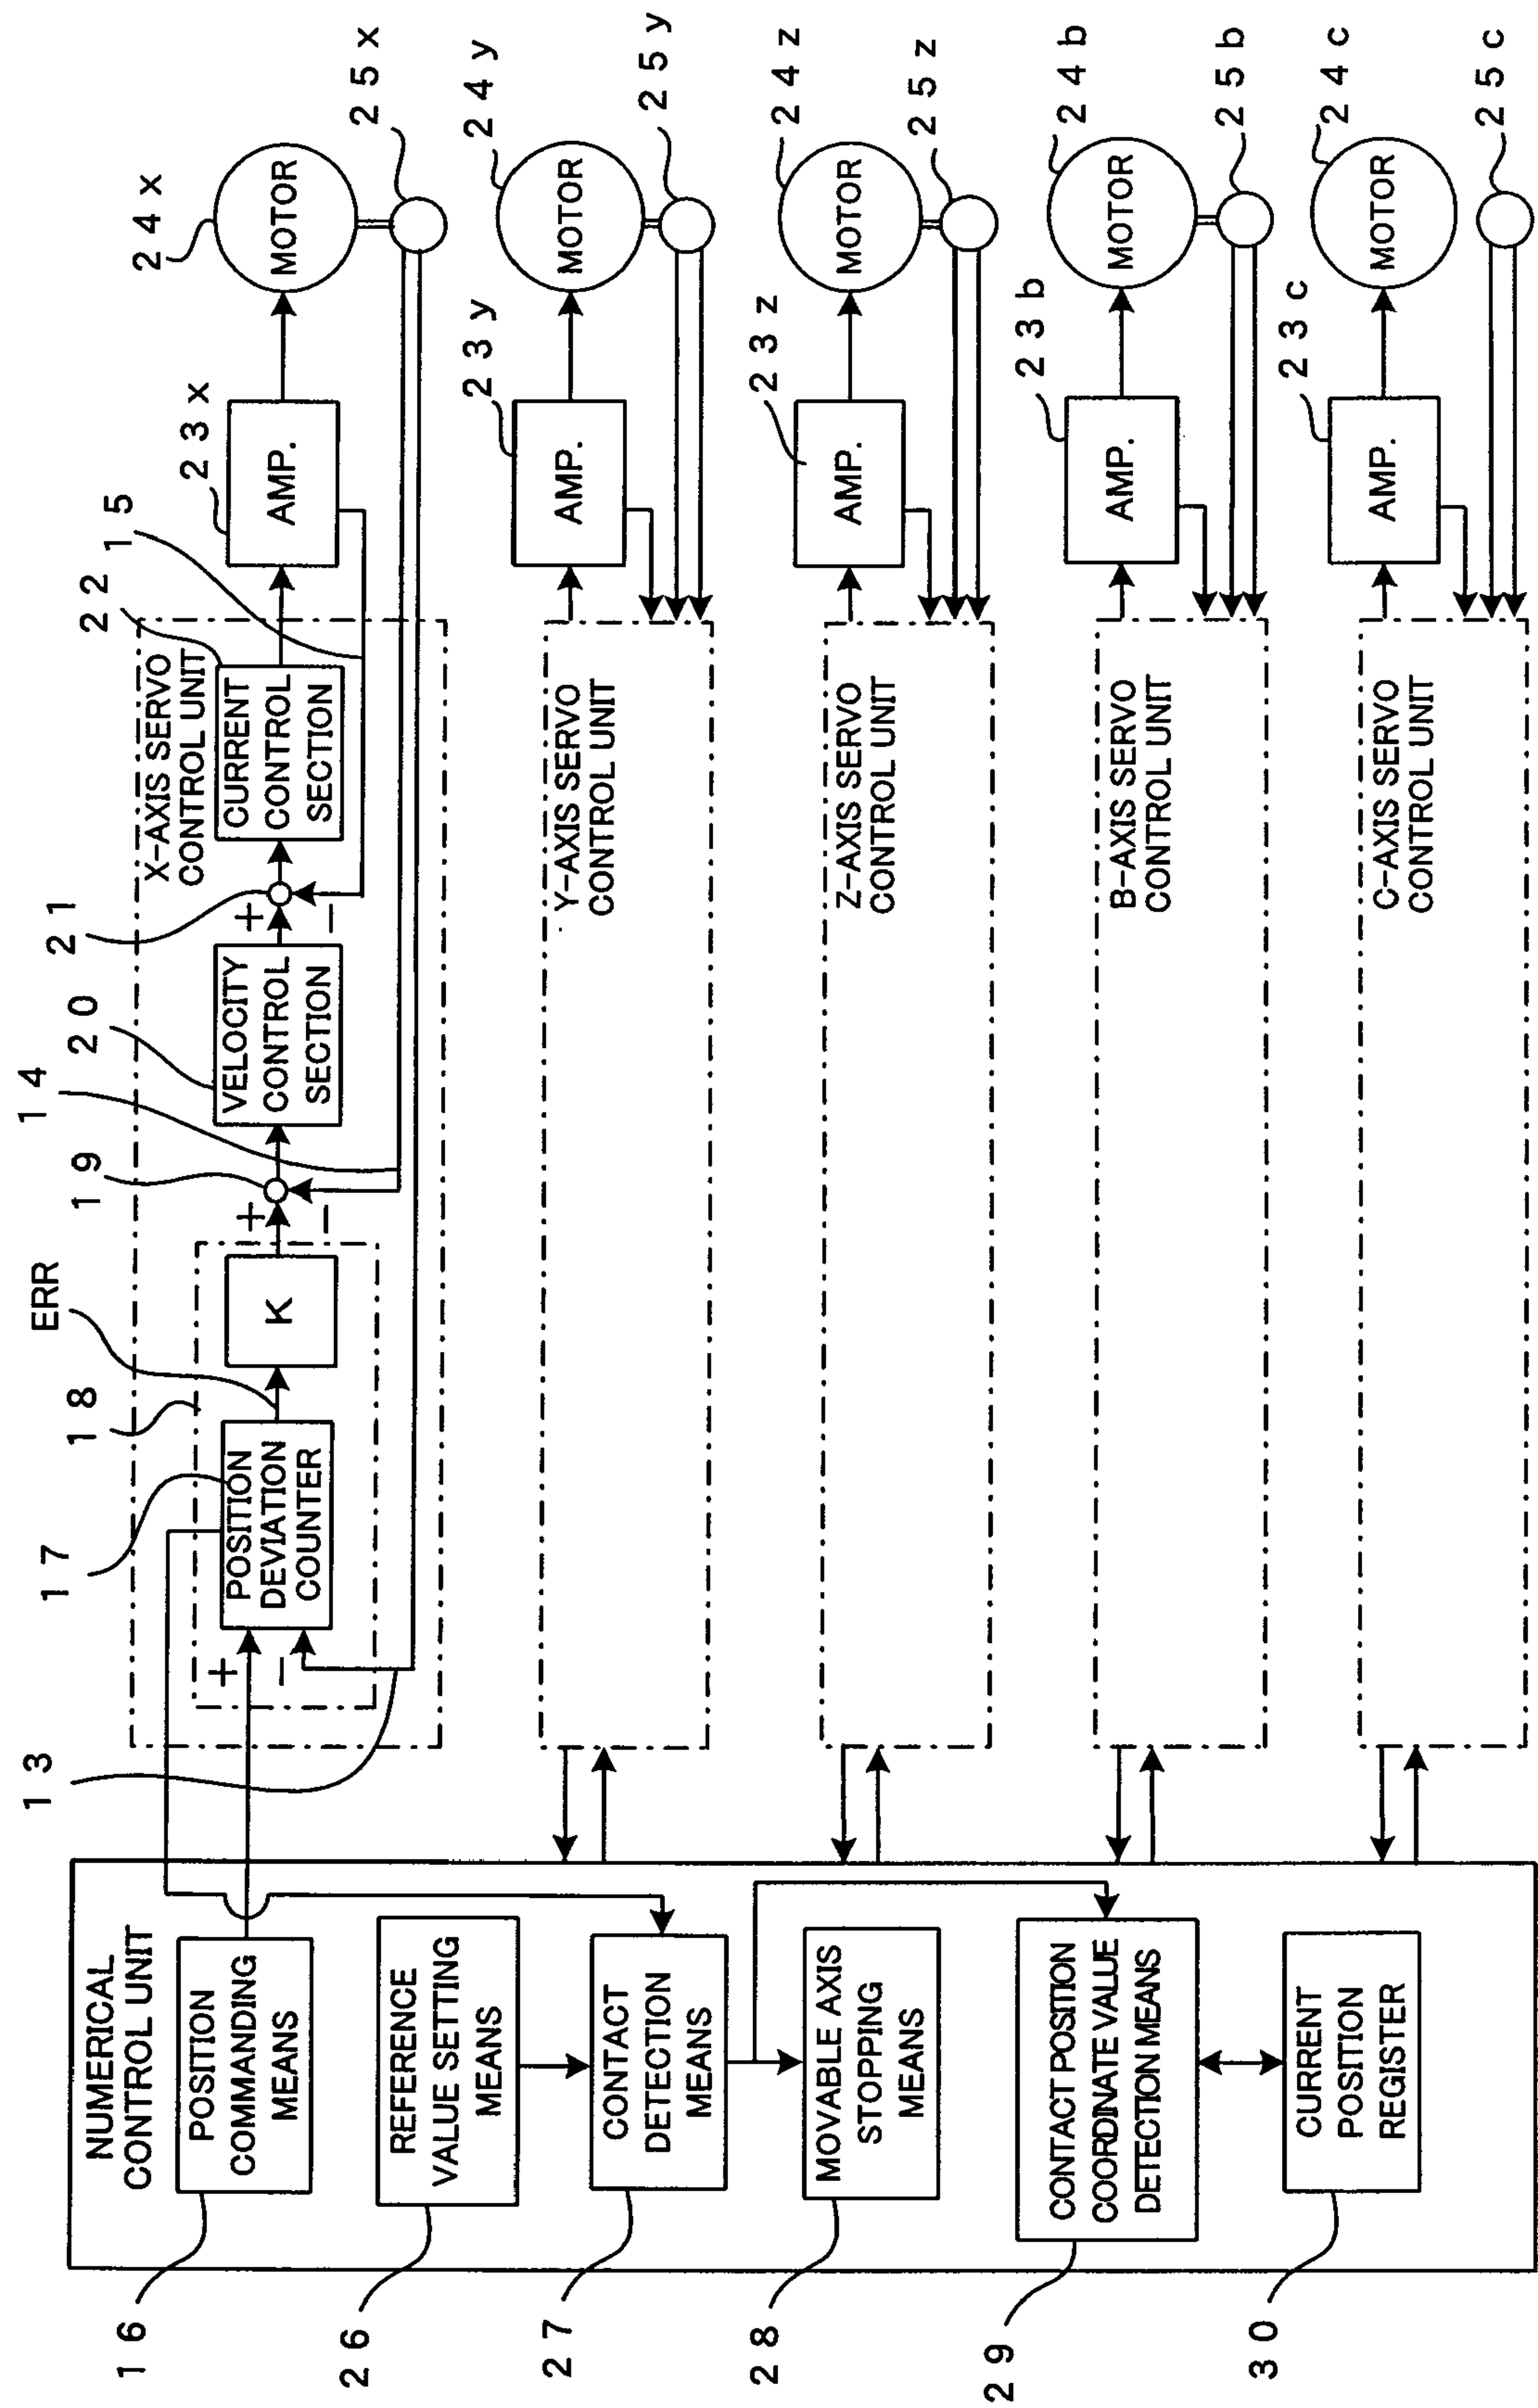 NUMERICAL
CONTROL UNIT
POSITION
COMMANDING
MEANS
REFERENCE
VALUE SETTING
MEANS
CONTACT
DETECTION
MEANS
MOVABLE AXIS
STOPPING
MEANS
CONTACT POSITION
COORDINATE VALUE
DETECTION MEANS
CURRENT
POSITION
REGISTER
16
26
27
28
29
30
13
17
18
ERR
19
14
20
21
22
15
23x
24x
25x
+
−
POSITION
DEVIATION
COUNTER
K
+
−
VELOCITY
CONTROL
SECTION
+
−
X-AXIS SERVO
CONTROL UNIT
CURRENT
CONTROL
SECTION
AMP.
MOTOR
Y-AXIS SERVO
CONTROL UNIT
AMP.
23y
MOTOR
24y
25y
Z-AXIS SERVO
CONTROL UNIT
AMP.
23z
MOTOR
24z
25z
B-AXIS SERVO
CONTROL UNIT
AMP.
23b
MOTOR
24b
25b
C-AXIS SERVO
CONTROL UNIT
AMP.
23c
MOTOR
24c
25c